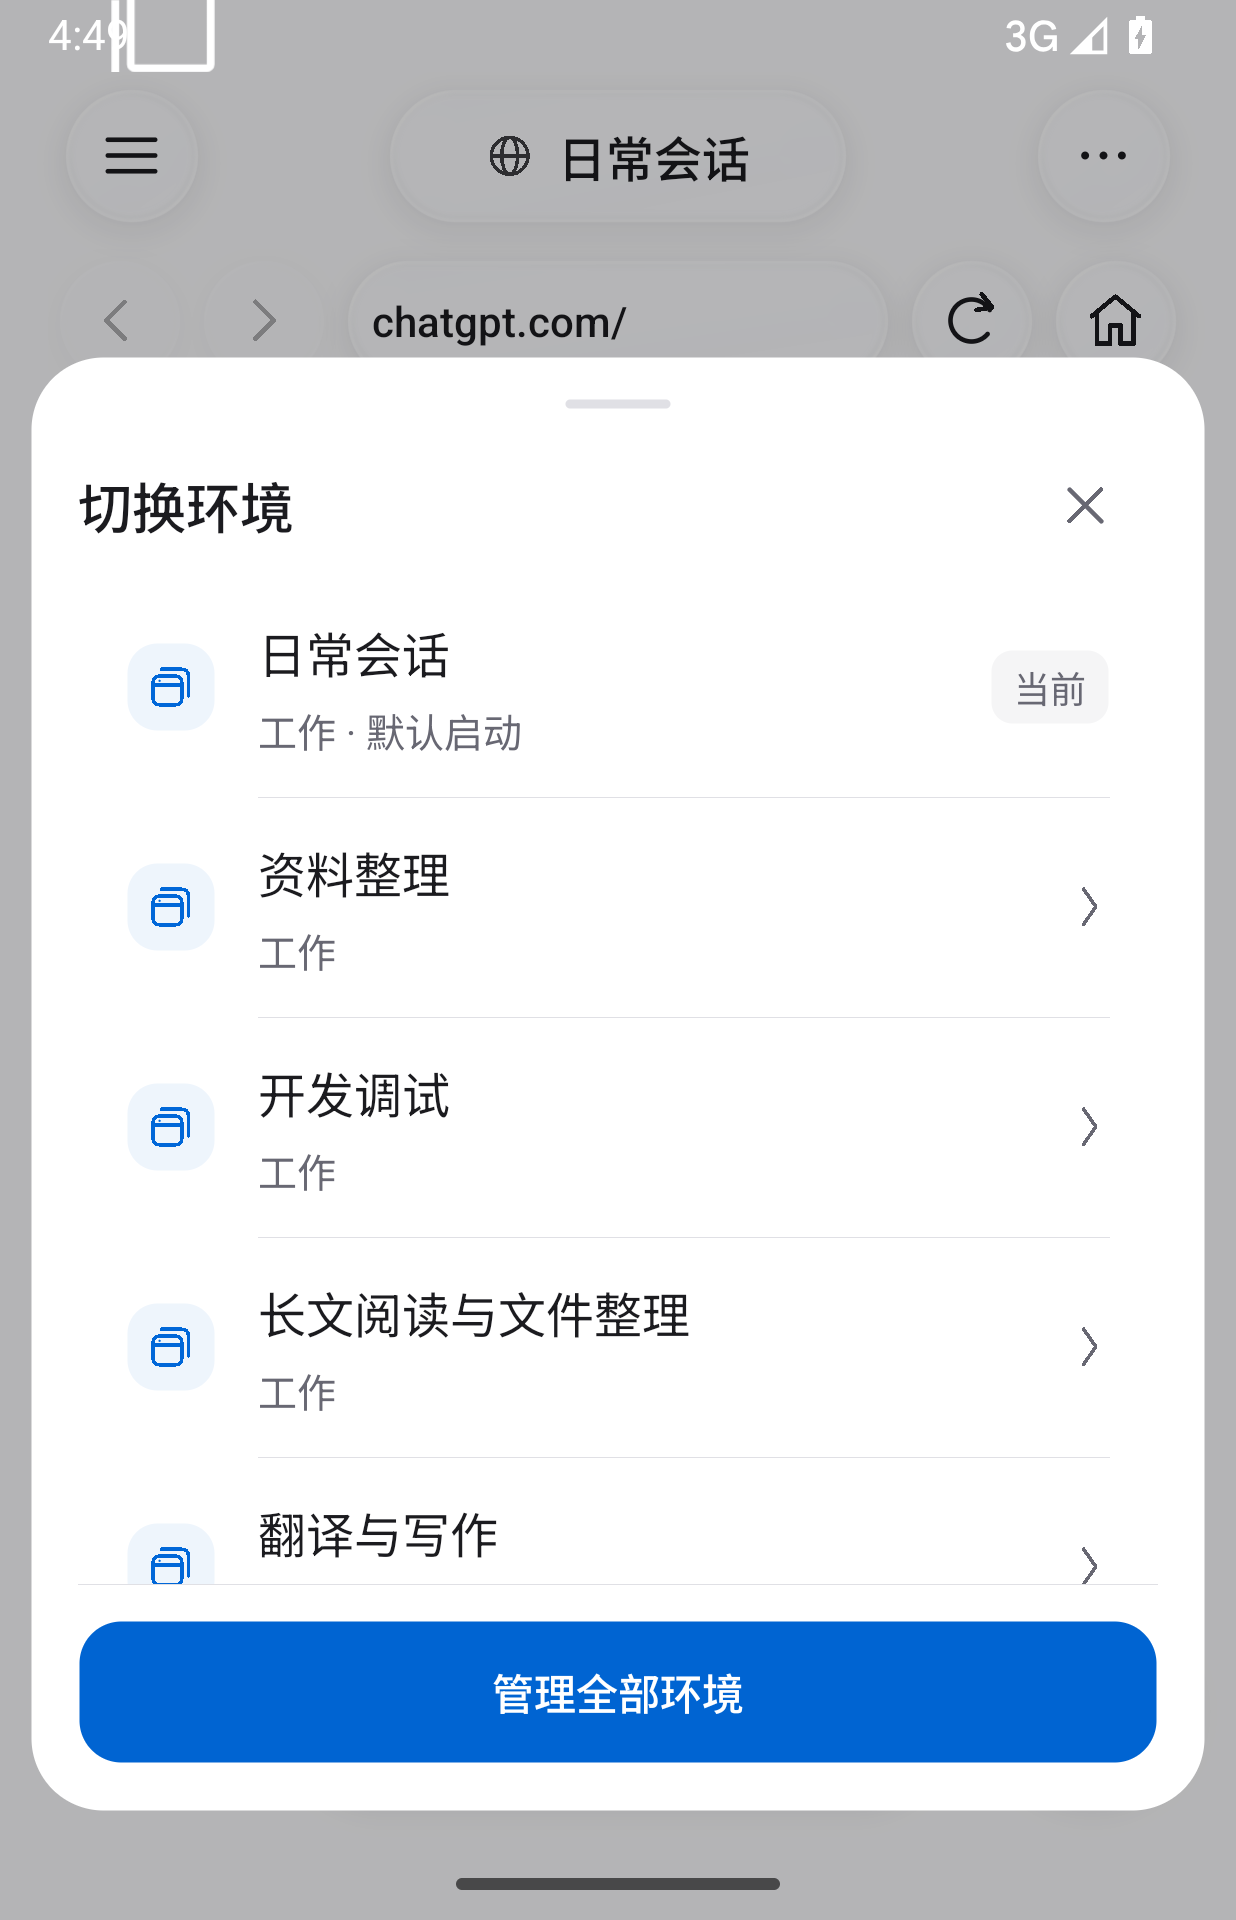 4:49
3G
日常会话
chatgpt.com/
切换环境
日常会话
工作 · 默认启动
当前
资料整理
工作
开发调试
工作
长文阅读与文件整理
工作
翻译与写作
管理全部环境